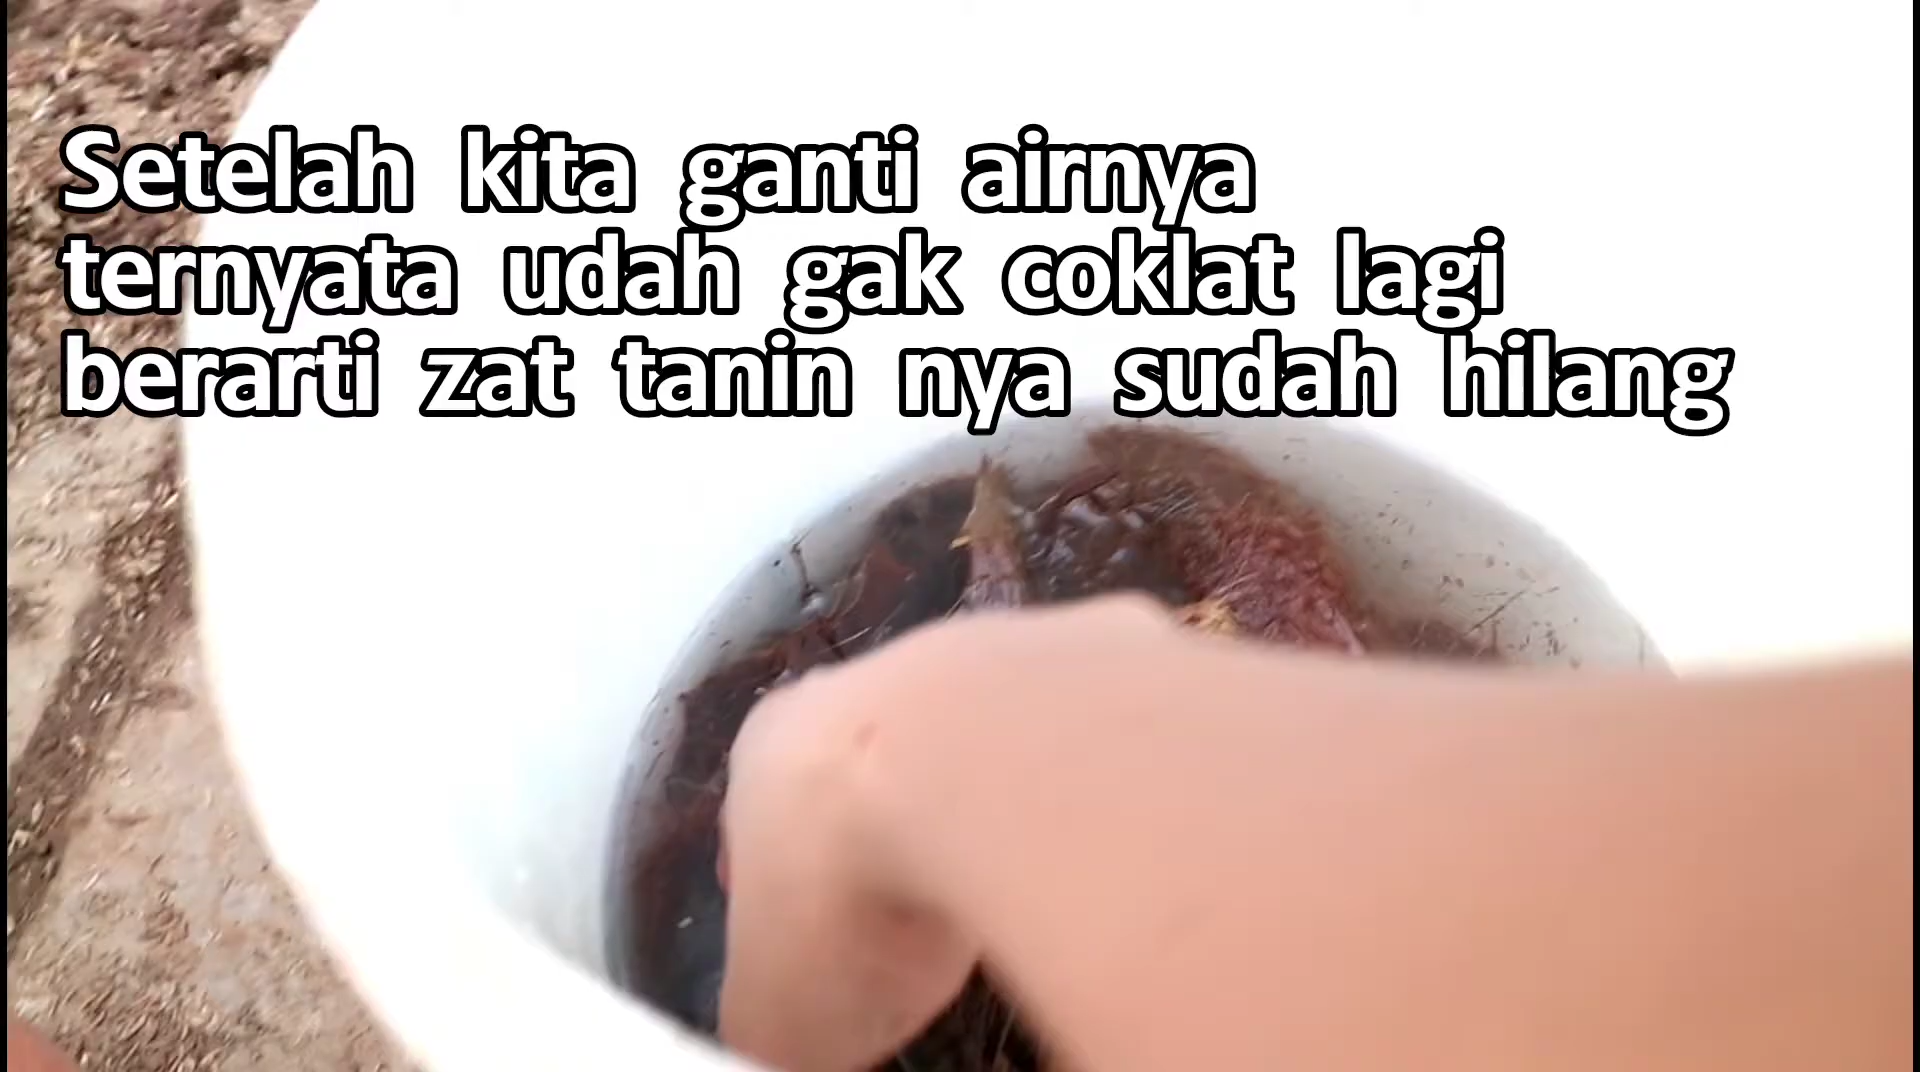 Setelah kita ganti airnya
ternyata udah gak coklat lagi
berarti zat tanin nya sudah hilang